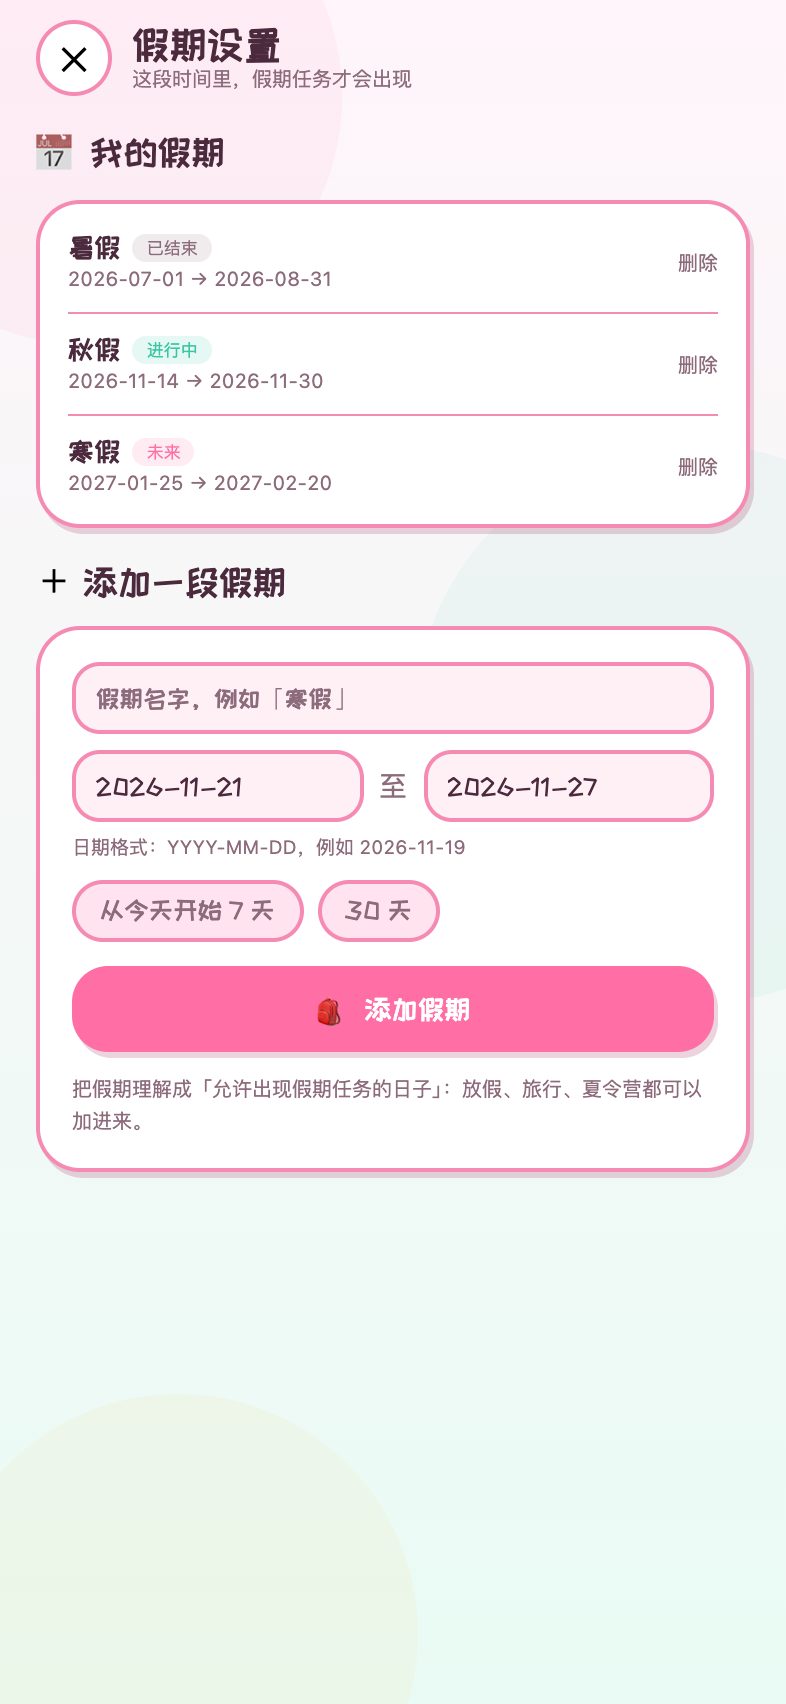 假期设置
这段时间里，假期任务才会出现
JUL
17
我的假期
暑假 已结束
2026-07-01 → 2026-08-31
删除
秋假 进行中
2026-11-14 → 2026-11-30
删除
寒假 未来
2027-01-25 → 2027-02-20
删除
+ 添加一段假期
假期名字，例如「寒假」
2026-11-21 至 2026-11-27
日期格式：YYYY-MM-DD，例如 2026-11-19
从今天开始 7 天 30 天
添加假期
把假期理解成「允许出现假期任务的日子」：放假、旅行、夏令营都可以
加进来。